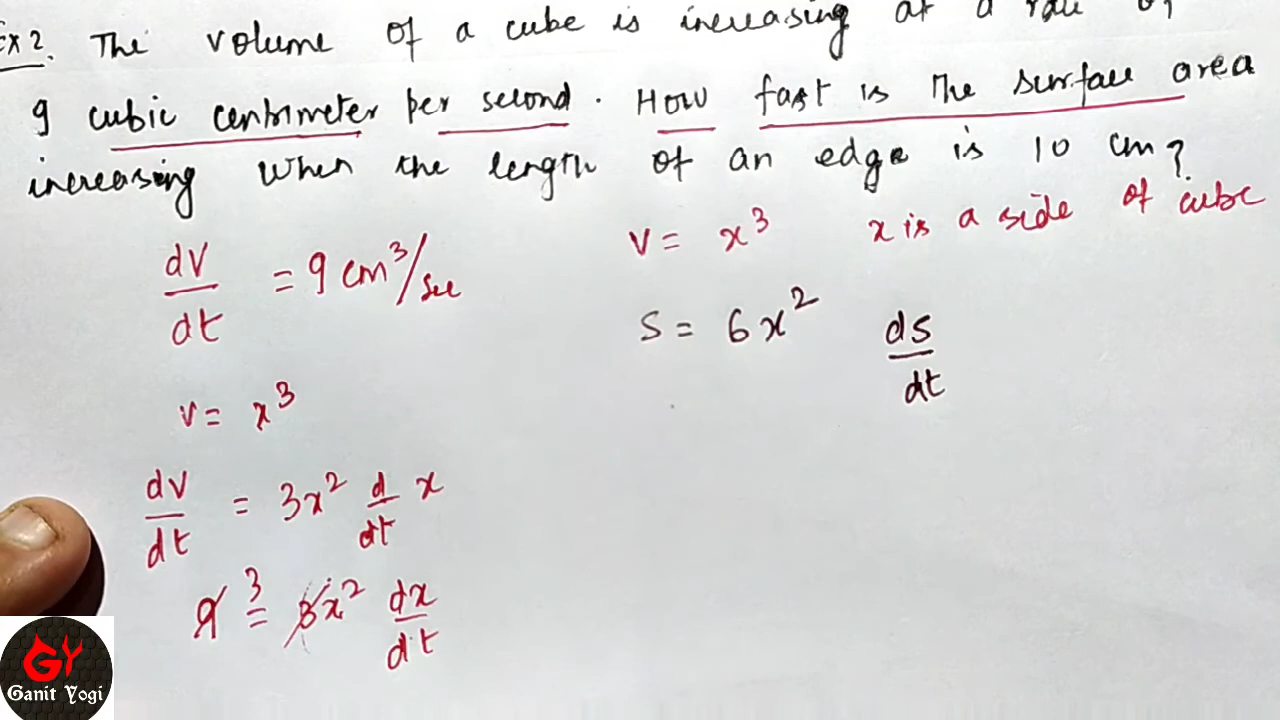 Ex 2. The volume of a cube is increasing at a rate of
9 cubic centimeter per second. How fast is The surface area
increasing when the length of an edge is 10 cm?
dV/dt = 9 cm³/sec
V = x³ x is a side of cube
S = 6x² dS/dt
V = x³
dV/dt = 3x² d/dt x
9 3 = 3x² dx/dt
GY
Ganit Yogi